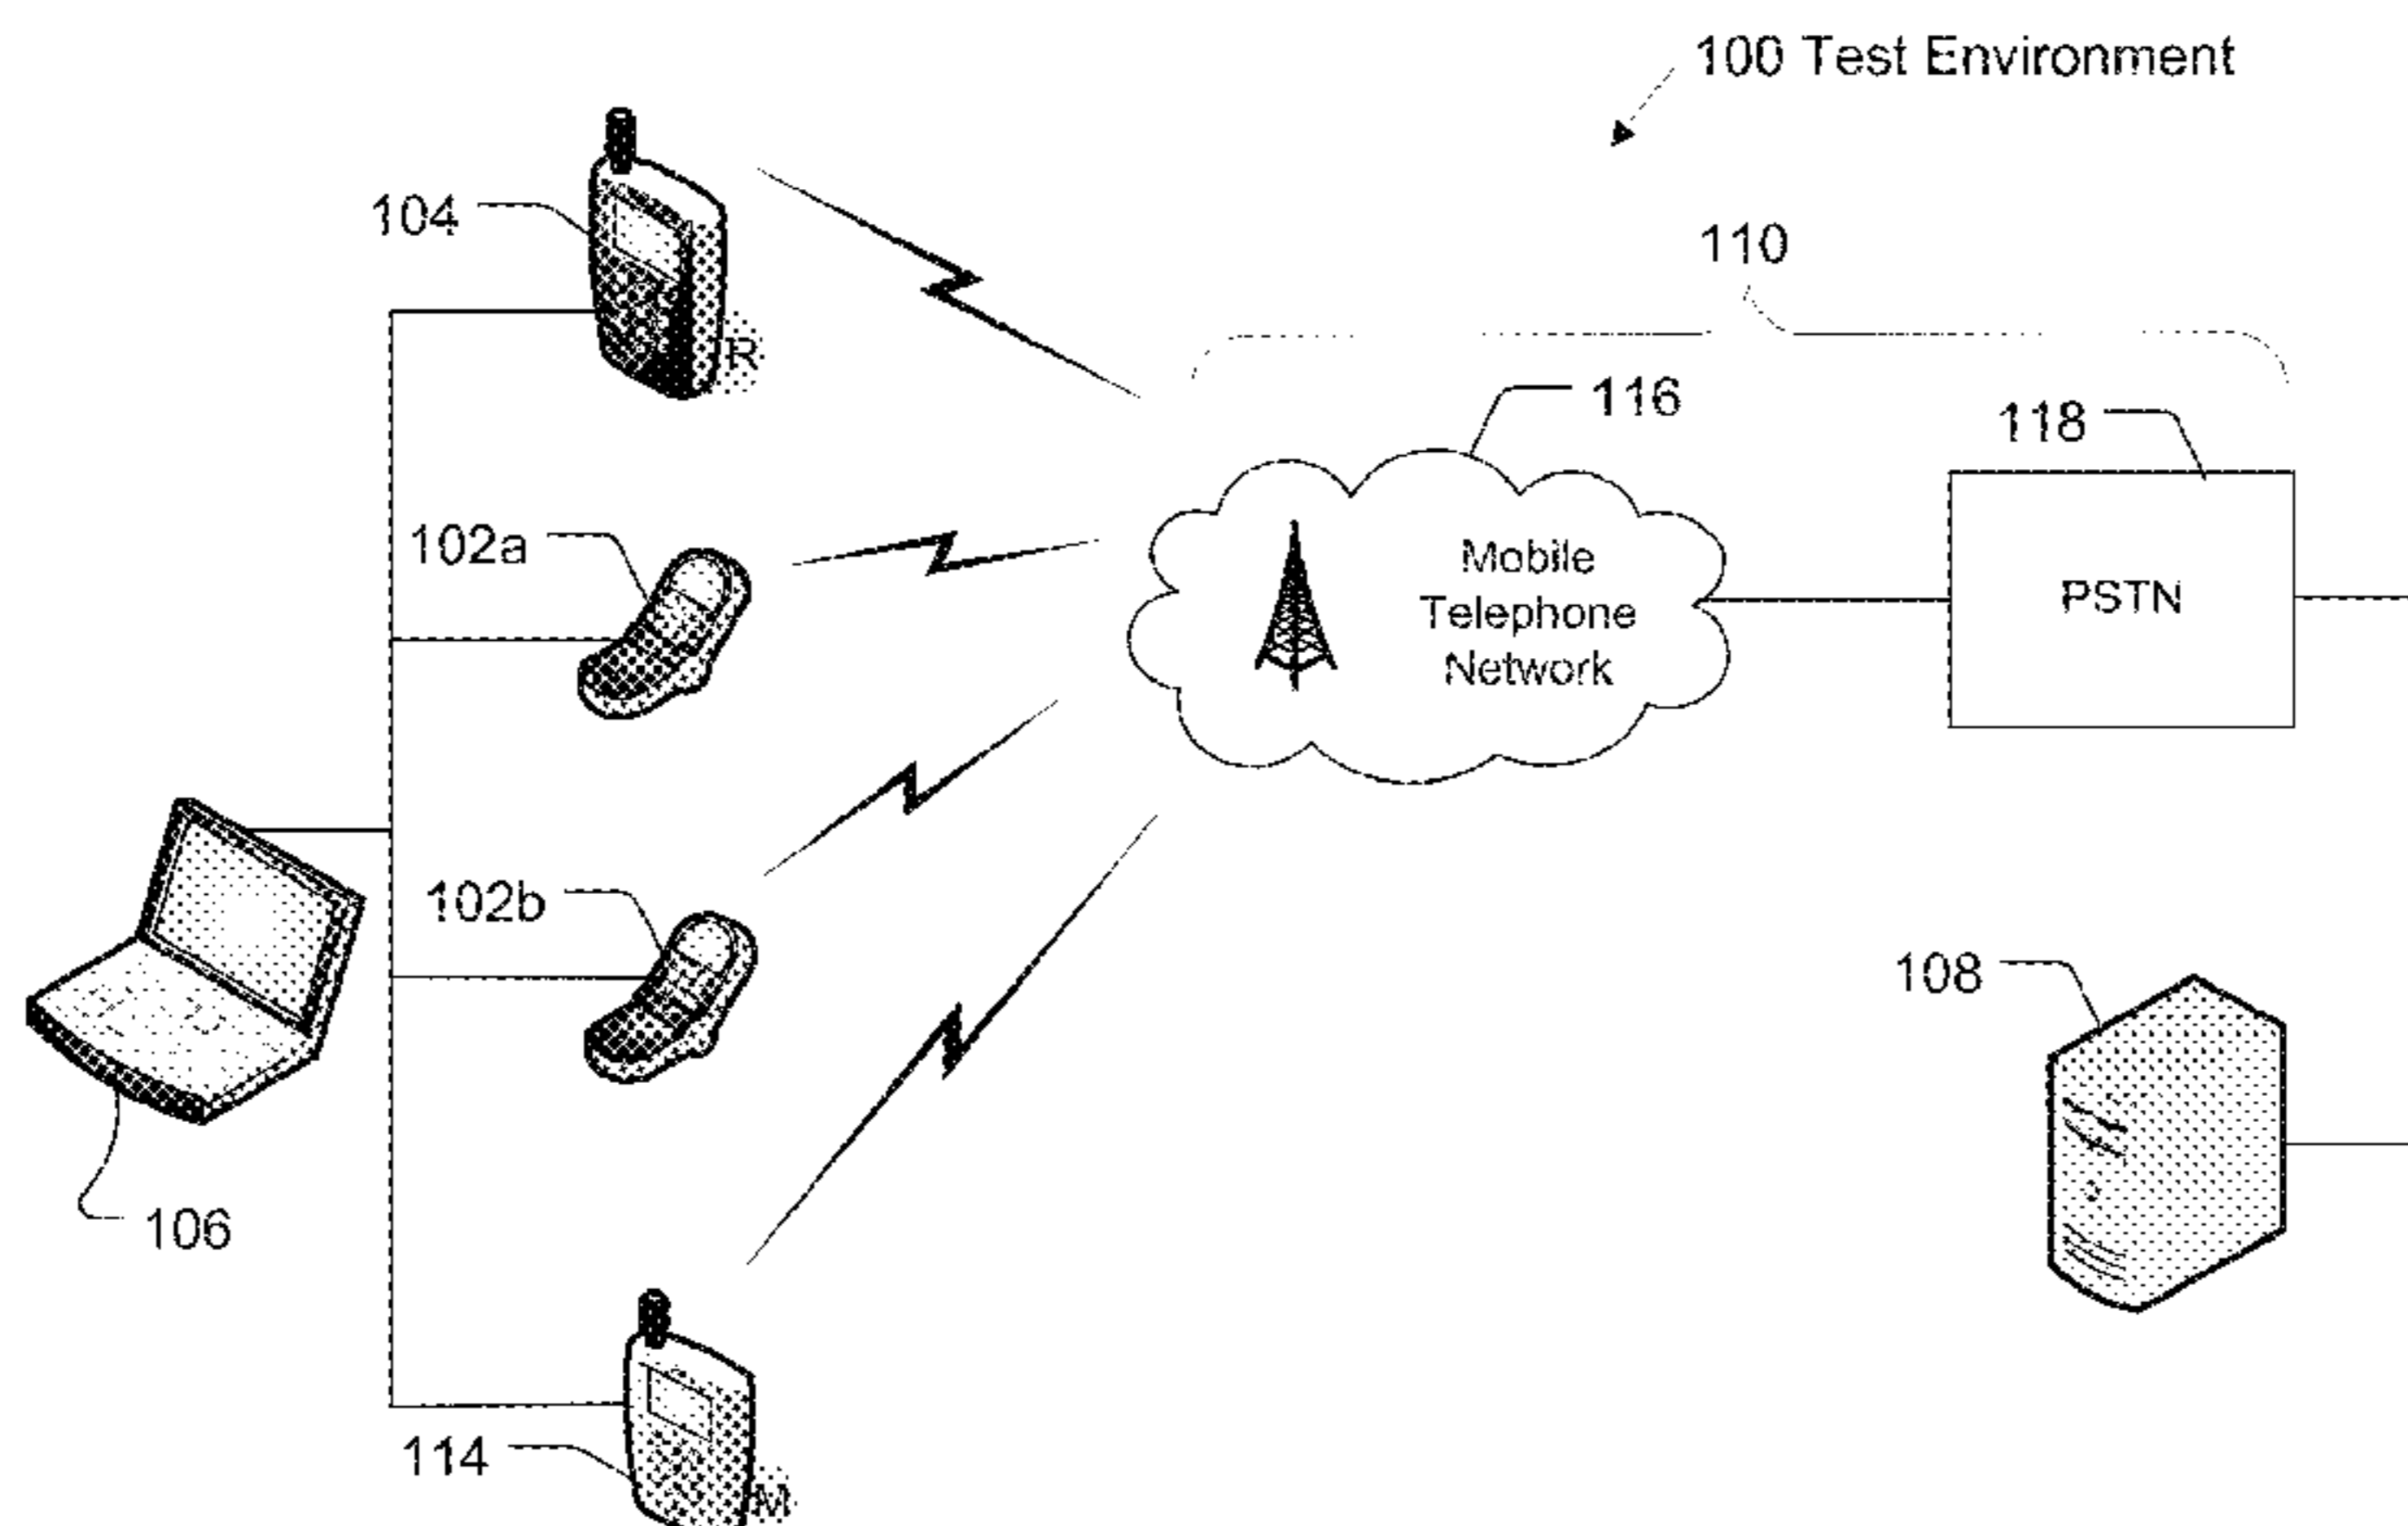 100 Test Environment
104
110
R
116
118
102a
Mobile
Telephone
Network
PSTN
102b
108
106
114
M